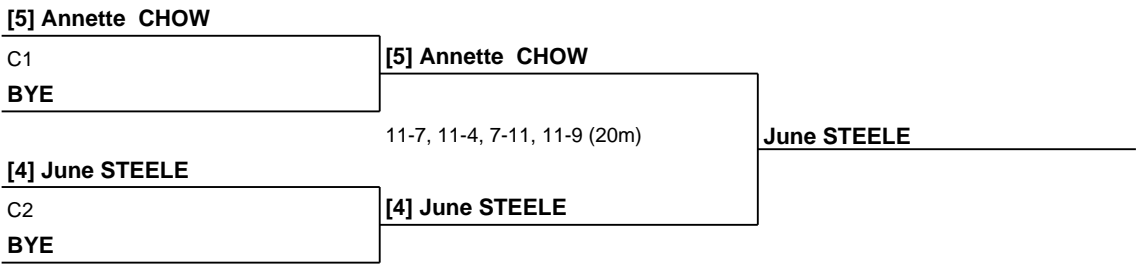 [5] Annette CHOW
C1
[5] Annette CHOW
BYE
11-7, 11-4, 7-11, 11-9 (20m)
June STEELE
[4] June STEELE
C2
[4] June STEELE
BYE